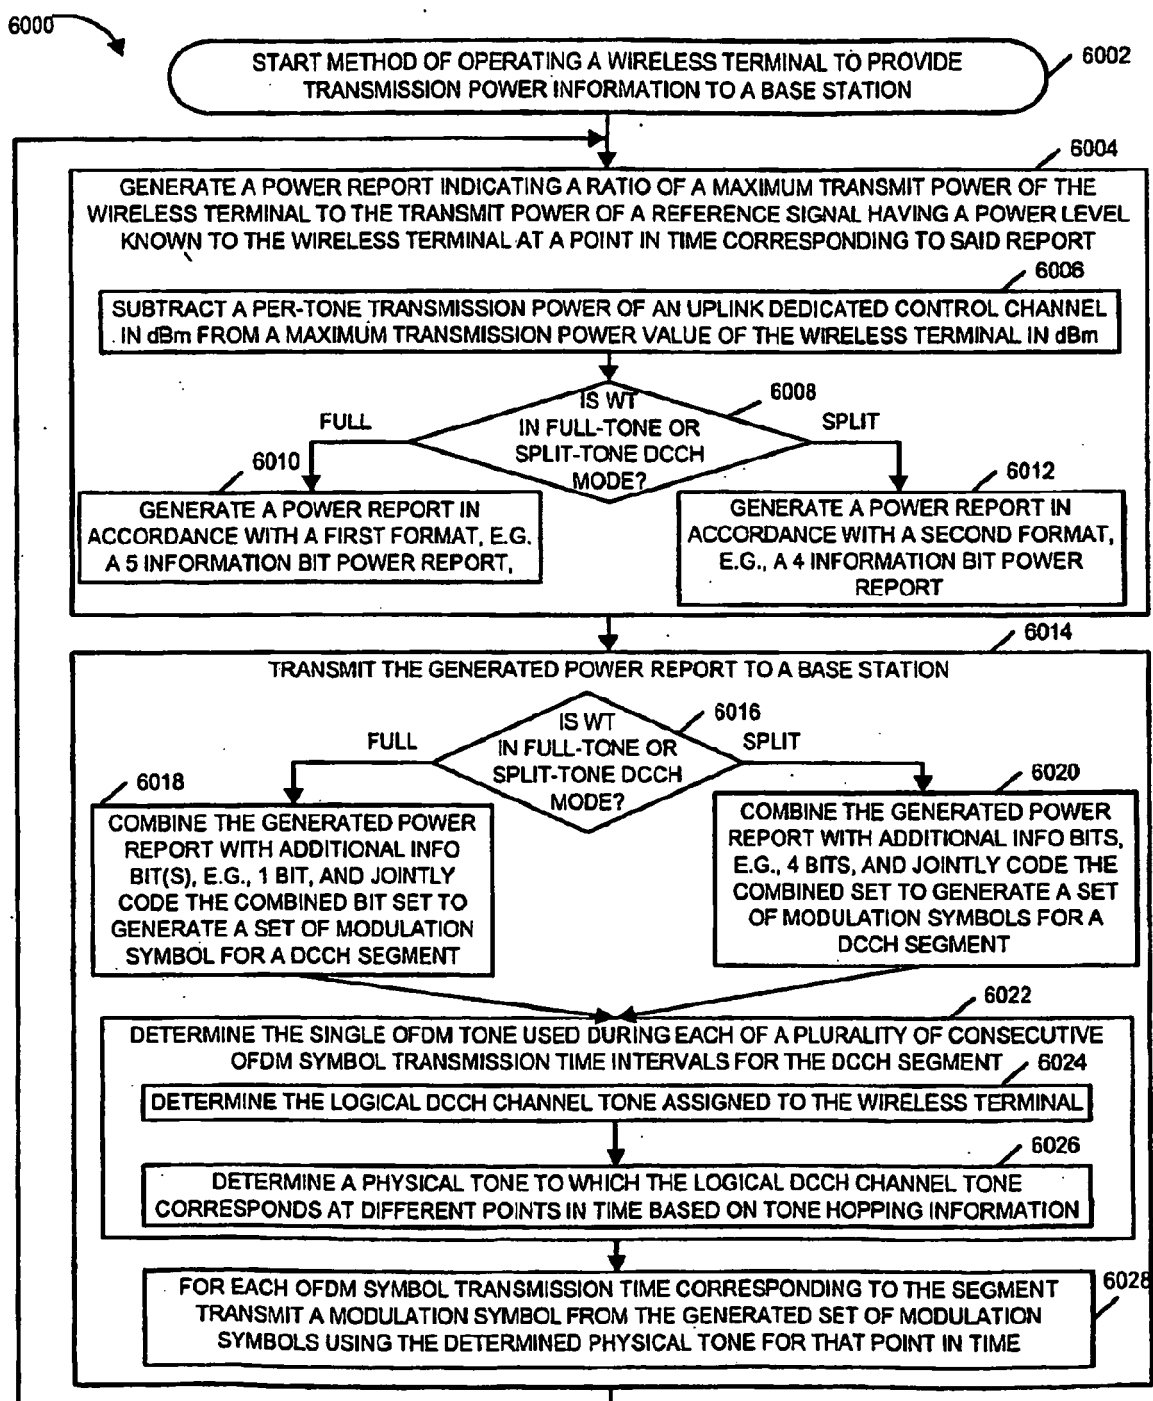 6000
START METHOD OF OPERATING A WIRELESS TERMINAL TO PROVIDE
TRANSMISSION POWER INFORMATION TO A BASE STATION
6002
6004
GENERATE A POWER REPORT INDICATING A RATIO OF A MAXIMUM TRANSMIT POWER OF THE
WIRELESS TERMINAL TO THE TRANSMIT POWER OF A REFERENCE SIGNAL HAVING A POWER LEVEL
KNOWN TO THE WIRELESS TERMINAL AT A POINT IN TIME CORRESPONDING TO SAID REPORT
6006
SUBTRACT A PER-TONE TRANSMISSION POWER OF AN UPLINK DEDICATED CONTROL CHANNEL
IN dBm FROM A MAXIMUM TRANSMISSION POWER VALUE OF THE WIRELESS TERMINAL IN dBm
6008
IS WT
IN FULL-TONE OR
SPLIT-TONE DCCH
MODE?
FULL
SPLIT
6010
GENERATE A POWER REPORT IN
ACCORDANCE WITH A FIRST FORMAT, E.G.
A 5 INFORMATION BIT POWER REPORT,
6012
GENERATE A POWER REPORT IN
ACCORDANCE WITH A SECOND FORMAT,
E.G., A 4 INFORMATION BIT POWER
REPORT
6014
TRANSMIT THE GENERATED POWER REPORT TO A BASE STATION
6016
IS WT
IN FULL-TONE OR
SPLIT-TONE DCCH
MODE?
FULL
SPLIT
6018
COMBINE THE GENERATED POWER
REPORT WITH ADDITIONAL INFO
BIT(S), E.G., 1 BIT, AND JOINTLY
CODE THE COMBINED BIT SET TO
GENERATE A SET OF MODULATION
SYMBOL FOR A DCCH SEGMENT
6020
COMBINE THE GENERATED POWER
REPORT WITH ADDITIONAL INFO BITS,
E.G., 4 BITS, AND JOINTLY CODE THE
COMBINED SET TO GENERATE A SET
OF MODULATION SYMBOLS FOR A
DCCH SEGMENT
6022
DETERMINE THE SINGLE OFDM TONE USED DURING EACH OF A PLURALITY OF CONSECUTIVE
OFDM SYMBOL TRANSMISSION TIME INTERVALS FOR THE DCCH SEGMENT
6024
DETERMINE THE LOGICAL DCCH CHANNEL TONE ASSIGNED TO THE WIRELESS TERMINAL
6026
DETERMINE A PHYSICAL TONE TO WHICH THE LOGICAL DCCH CHANNEL TONE
CORRESPONDS AT DIFFERENT POINTS IN TIME BASED ON TONE HOPPING INFORMATION
6028
FOR EACH OFDM SYMBOL TRANSMISSION TIME CORRESPONDING TO THE SEGMENT
TRANSMIT A MODULATION SYMBOL FROM THE GENERATED SET OF MODULATION
SYMBOLS USING THE DETERMINED PHYSICAL TONE FOR THAT POINT IN TIME